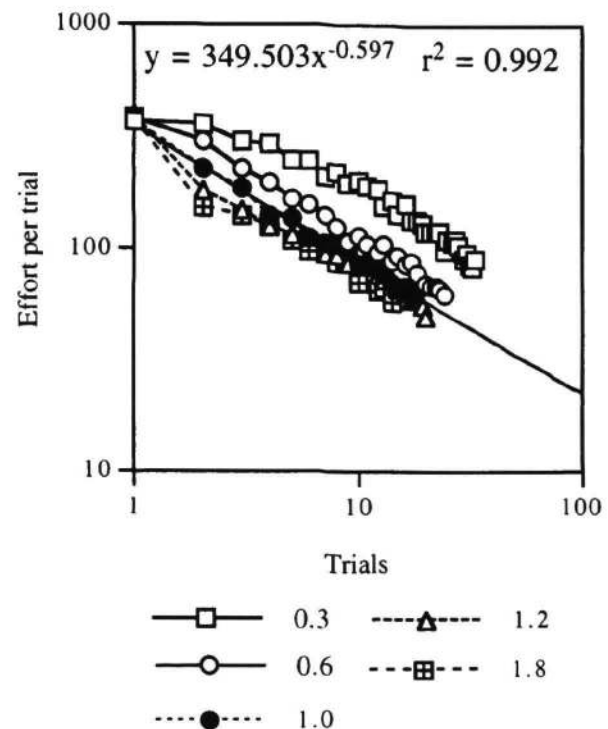 1000
y = 349.503x^-0.597 r² = 0.992
100
10
Effort per trial
1 10 100
Trials
0.3 1.2
0.6 1.8
1.0